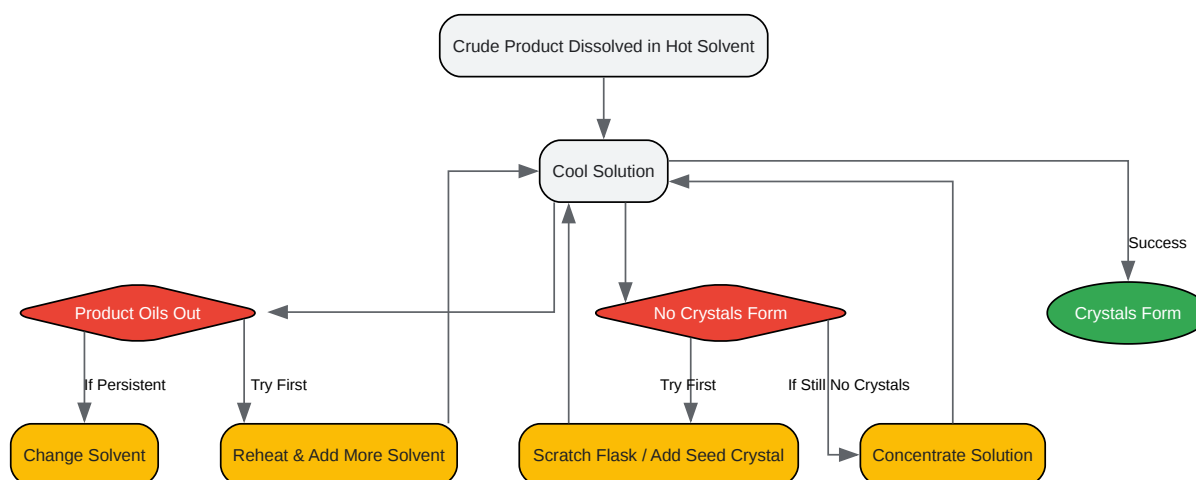 Crude Product Dissolved in Hot Solvent
Cool Solution
Success
Product Oils Out
No Crystals Form
Crystals Form
If Persistent
Try First
Try First
If Still No Crystals
Change Solvent
Reheat & Add More Solvent
Scratch Flask / Add Seed Crystal
Concentrate Solution